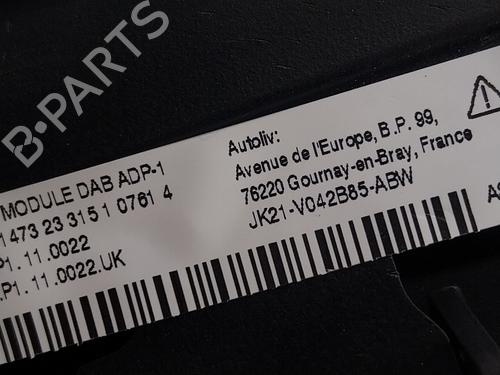 MODULE DAB ADP-1
1473 23 315 1 0761 4
P1.11.0022
.P1.11.0022.UK
Autoliv:
Avenue de l'Europe, B.P. 99,
76220 Gournay-en-Bray, France
JK21-V042B85-ABW
B-PARTS